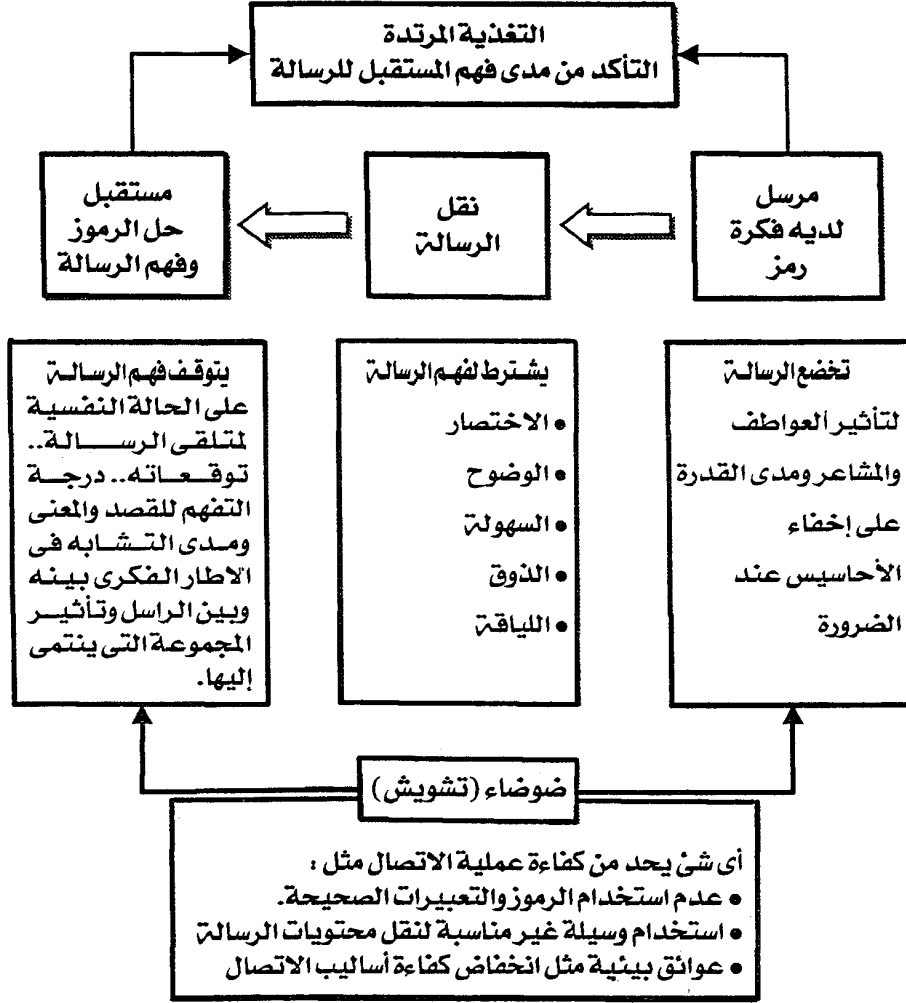 التغذية المرتدة
التأكد من مدى فهم المستقبل للرسالة
مرسل
لديه فكرة
رمز
نقل
الرسالة
مستقبل
حل الرموز
وفهم الرسالة
تخضع الرسالة
لتأثير العواطف
والمشاعر ومدى القدرة
على إخفاء
الأحاسيس عند
الضرورة
يشترط لفهم الرسالة
• الاختصار
• الوضوح
• السهولة
• الذوق
• اللياقة
يتوقف فهم الرسالة
على الحالة النفسية
لمتلقى الرسالة..
توقعاته.. درجة
التفهم للقصد والمعنى
ومدى التشابه فى
الاطار الفكرى بينه
وبين الراسل وتأثير
المجموعة التى ينتمى
إليها.
ضوضاء (تشويش)
أى شئ يحد من كفاءة عملية الاتصال مثل :
• عدم استخدام الرموز والتعبيرات الصحيحة.
• استخدام وسيلة غير مناسبة لنقل محتويات الرسالة
• عوائق بيئية مثل انخفاض كفاءة أساليب الاتصال